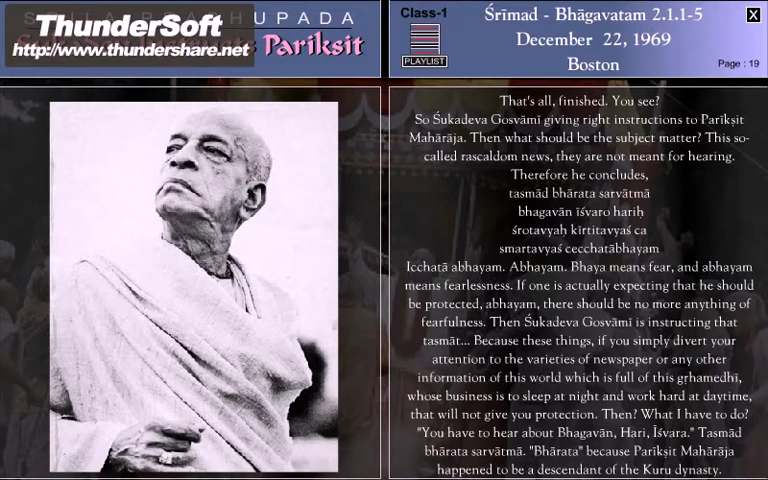 SRILA PRABHUPADA
ThunderSoft
http://www.thundershare.net
Pariksit
Class-1
PLAYLIST
Śrīmad - Bhāgavatam 2.1.1-5
December 22, 1969
Boston
X
Page : 19
That's all, finished. You see?
So Śukadeva Gosvāmī giving right instructions to Parīkṣit
Mahārāja. Then what should be the subject matter? This so-
called rascaldom news, they are not meant for hearing.
Therefore he concludes,
tasmād bhārata sarvātmā
bhagavān īśvaro hariḥ
śrotavyaḥ kīrtitavyaś ca
smartavyaś cecchatābhayam
Icchatā abhayam. Abhayam. Bhaya means fear, and abhayam
means fearlessness. If one is actually expecting that he should
be protected, abhayam, there should be no more anything of
fearfulness. Then Śukadeva Gosvāmī is instructing that
tasmāt... Because these things, if you simply divert your
attention to the varieties of newspaper or any other
information of this world which is full of this gṛhamedhī,
whose business is to sleep at night and work hard at daytime,
that will not give you protection. Then? What I have to do?
"You have to hear about Bhagavān, Hari, Īśvara." Tasmād
bhārata sarvātmā. "Bhārata" because Parīkṣit Mahārāja
happened to be a descendant of the Kuru dynasty.